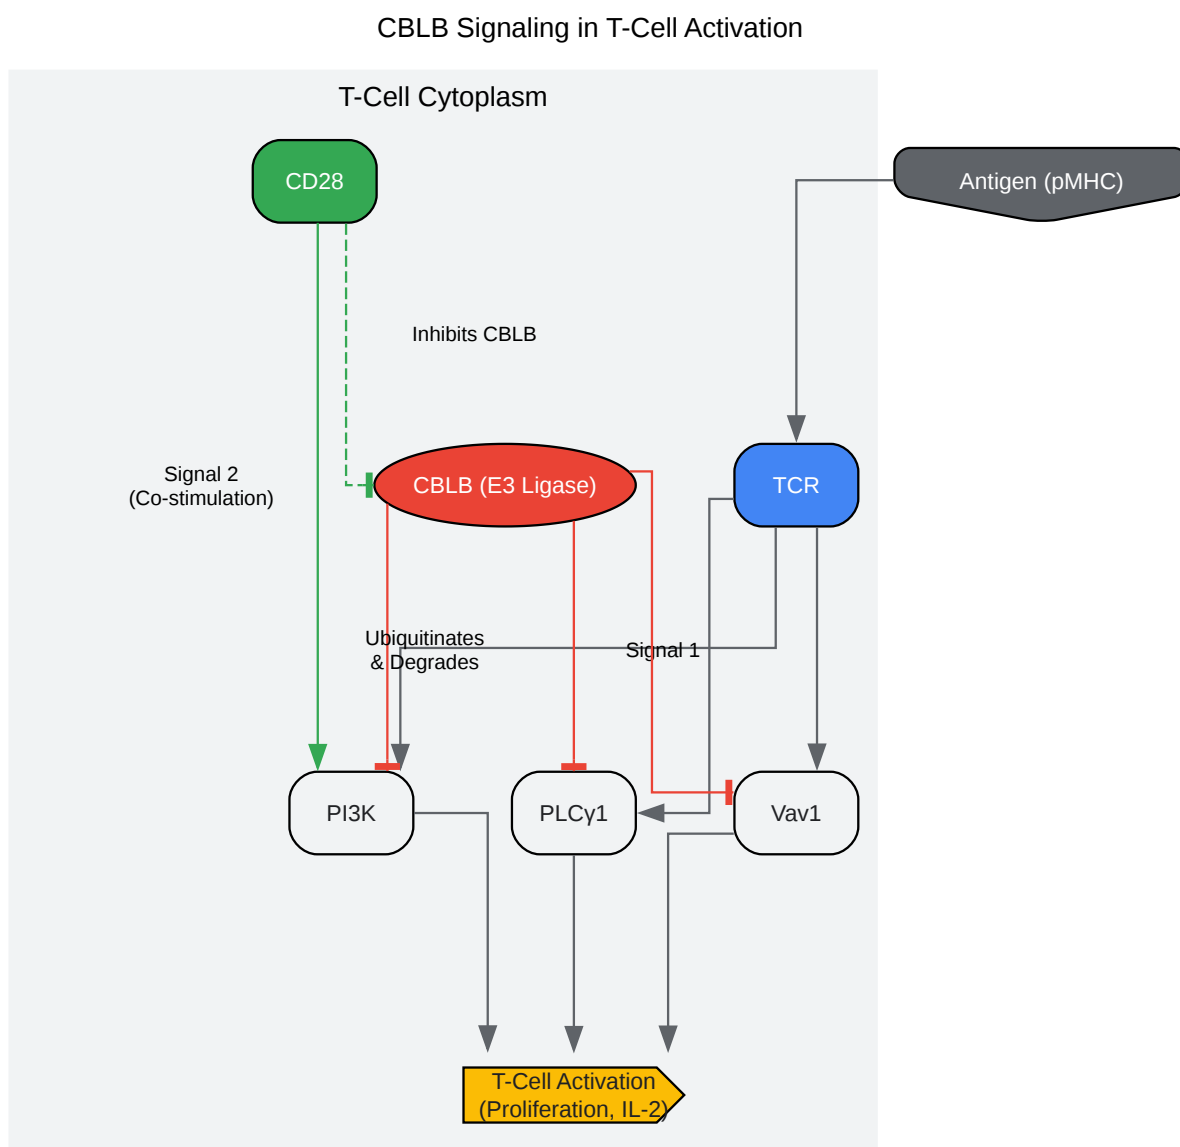 CBLB Signaling in T-Cell Activation
T-Cell Cytoplasm
CD28
Antigen (pMHC)
Inhibits CBLB
Signal 2
(Co-stimulation)
CBLB (E3 Ligase)
TCR
Ubiquitinates
& Degrades
Signal 1
PI3K
PLCγ1
Vav1
T-Cell Activation
(Proliferation, IL-2)